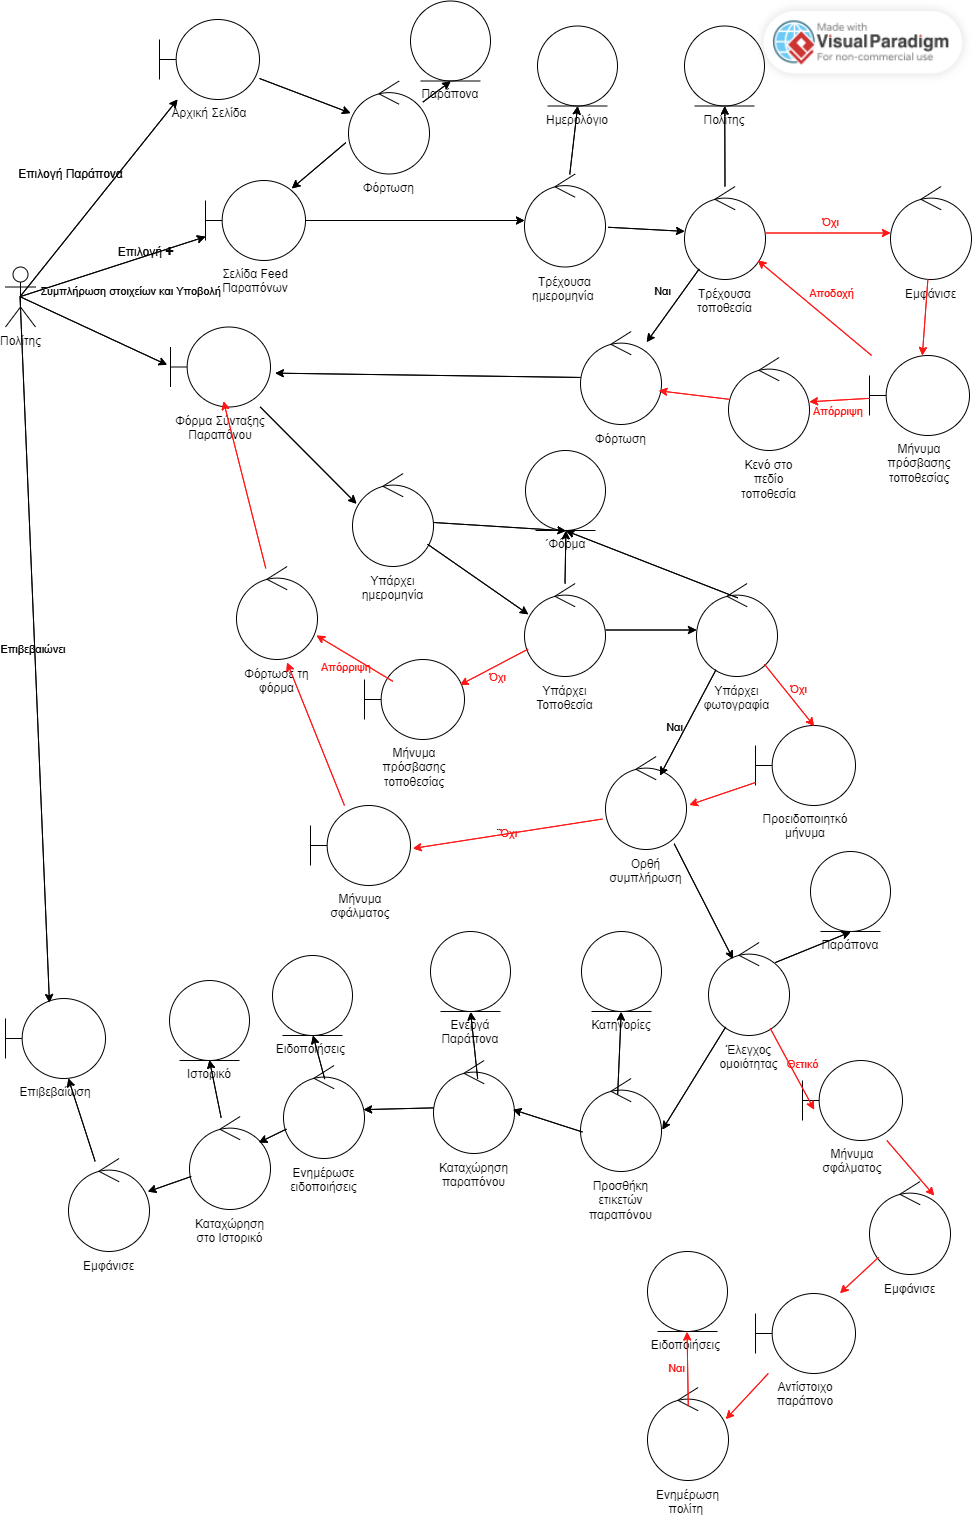 Made with
VisualParadigm
For non-commercial use
Παράπονα
Αρχική Σελίδα
Ημερολόγιο
Πολίτης
Επιλογή Παράπονα
Φόρτωση
Όχι
Επιλογή +
Σελίδα Feed
Παραπόνων
Τρέχουσα
ημερομηνία
Τρέχουσα
τοποθεσία
Εμφάνισε
Συμπλήρωση στοιχείων και Υποβολή
Ναι
Αποδοχή
Πολίτης
Φόρμα Σύνταξης
Παραπόνου
Φόρτωση
Απόρριψη
Κενό στο
πεδίο
τοποθεσία
Μήνυμα
πρόσβασης
τοποθεσίας
Φόρμα
Υπάρχει
ημερομηνία
Επιβεβαιώνει
Φόρτωσε τη
φόρμα
Απόρριψη
Όχι
Υπάρχει
Τοποθεσία
Υπάρχει
φωτογραφία
Όχι
Ναι
Μήνυμα
πρόσβασης
τοποθεσίας
Προειδοποιητκό
μήνυμα
Όχι
Ορθή
συμπλήρωση
Μήνυμα
σφάλματος
Παράπονα
Ενεργά
Παράπονα
Κατηγορίες
Ειδοποιήσεις
Ιστορικό
Έλεγχος
ομοιότητας
Θετικό
Επιβεβαίωση
Μήνυμα
σφάλματος
Ενημέρωσε
ειδοποιήσεις
Καταχώρηση
παραπόνου
Προσθήκη
ετικετών
παραπόνου
Καταχώρηση
στο Ιστορικό
Εμφάνισε
Εμφάνισε
Ειδοποιήσεις
Ναι
Αντίστοιχο
παράπονο
Ενημέρωση
πολίτη